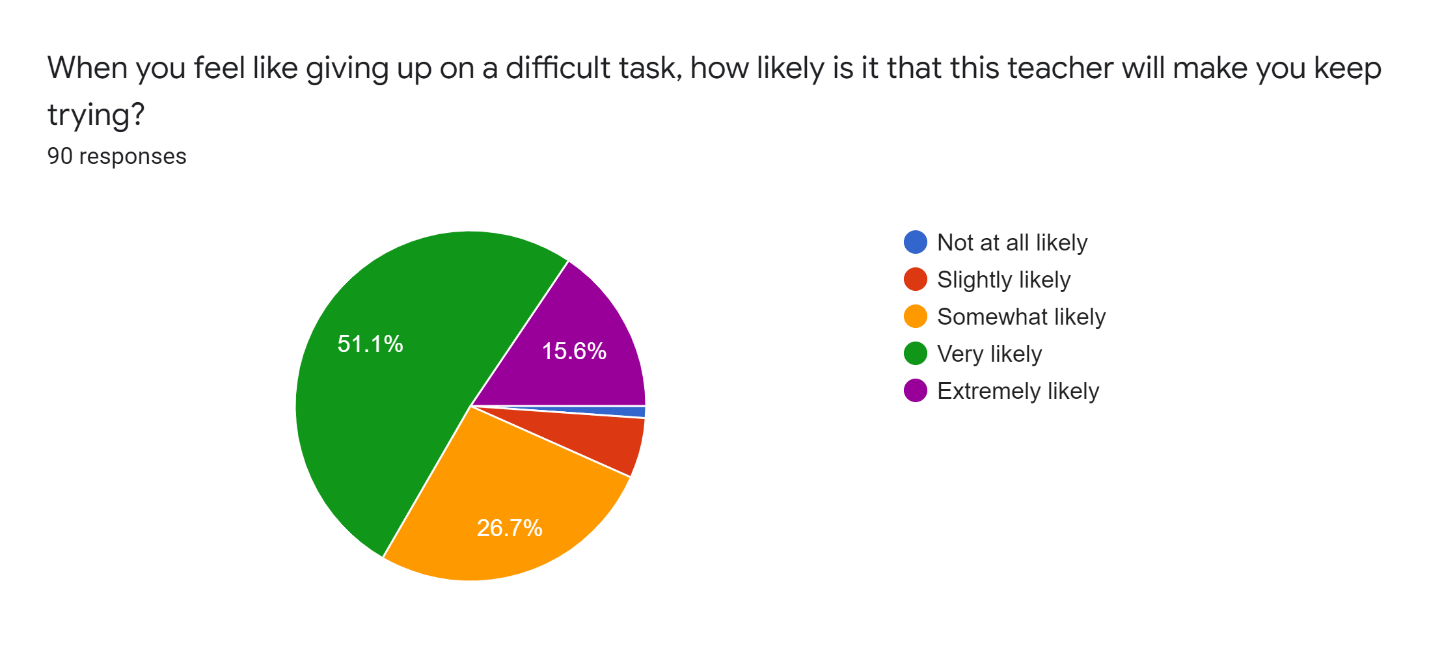 When you feel like giving up on a difficult task, how likely is it that this teacher will make you keep
trying?
90 responses
51.1%
15.6%
26.7%
Not at all likely
Slightly likely
Somewhat likely
Very likely
Extremely likely